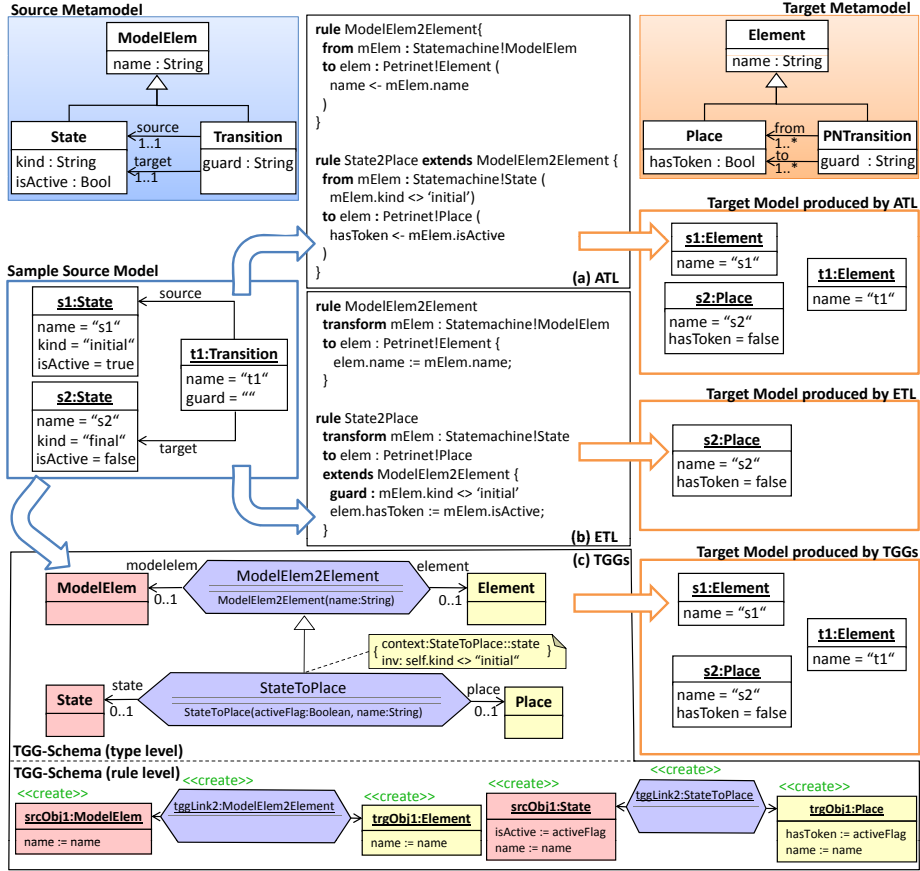 Source Metamodel
ModelElem
name : String
State
kind : String
isActive : Bool
source
1..1
target
1..1
Transition
guard : String
rule ModelElem2Element{
from mElem : Statemachine!ModelElem
to elem : Petrinet!Element (
name <- mElem.name
)
}
rule State2Place extends ModelElem2Element {
from mElem : Statemachine!State (
mElem.kind <> ‘initial’)
to elem : Petrinet!Place (
hasToken <- mElem.isActive
)
}
(a) ATL
Target Metamodel
Element
name : String
Place
hasToken : Bool
from
1..*
to
1..*
PNTransition
guard : String
Target Model produced by ATL
s1:Element
name = “s1“
t1:Element
name = “t1“
s2:Place
name = “s2“
hasToken = false
Sample Source Model
s1:State
name = “s1“
kind = “initial“
isActive = true
source
t1:Transition
name = “t1“
guard = ““
s2:State
name = “s2“
kind = “final“
isActive = false
target
rule ModelElem2Element
transform mElem : Statemachine!ModelElem
to elem : Petrinet!Element {
elem.name := mElem.name;
}
rule State2Place
transform mElem : Statemachine!State
to elem : Petrinet!Place
extends ModelElem2Element {
guard : mElem.kind <> ‘initial’
elem.hasToken := mElem.isActive;
}
(b) ETL
Target Model produced by ETL
s2:Place
name = “s2“
hasToken = false
(c) TGGs
ModelElem
modelelem
0..1
ModelElem2Element
ModelElem2Element(name:String)
element
0..1
Element
{ context:StateToPlace::state }
inv: self.kind <> “initial“
State
state
0..1
StateToPlace
StateToPlace(activeFlag:Boolean, name:String)
place
0..1
Place
TGG-Schema (type level)
Target Model produced by TGGs
s1:Element
name = “s1“
t1:Element
name = “t1“
s2:Place
name = “s2“
hasToken = false
TGG-Schema (rule level)
<<create>>
srcObj1:ModelElem
name := name
<<create>>
tggLink2:ModelElem2Element
<<create>>
trgObj1:Element
name := name
<<create>>
srcObj1:State
isActive := activeFlag
name := name
<<create>>
tggLink2:StateToPlace
<<create>>
trgObj1:Place
hasToken := activeFlag
name := name